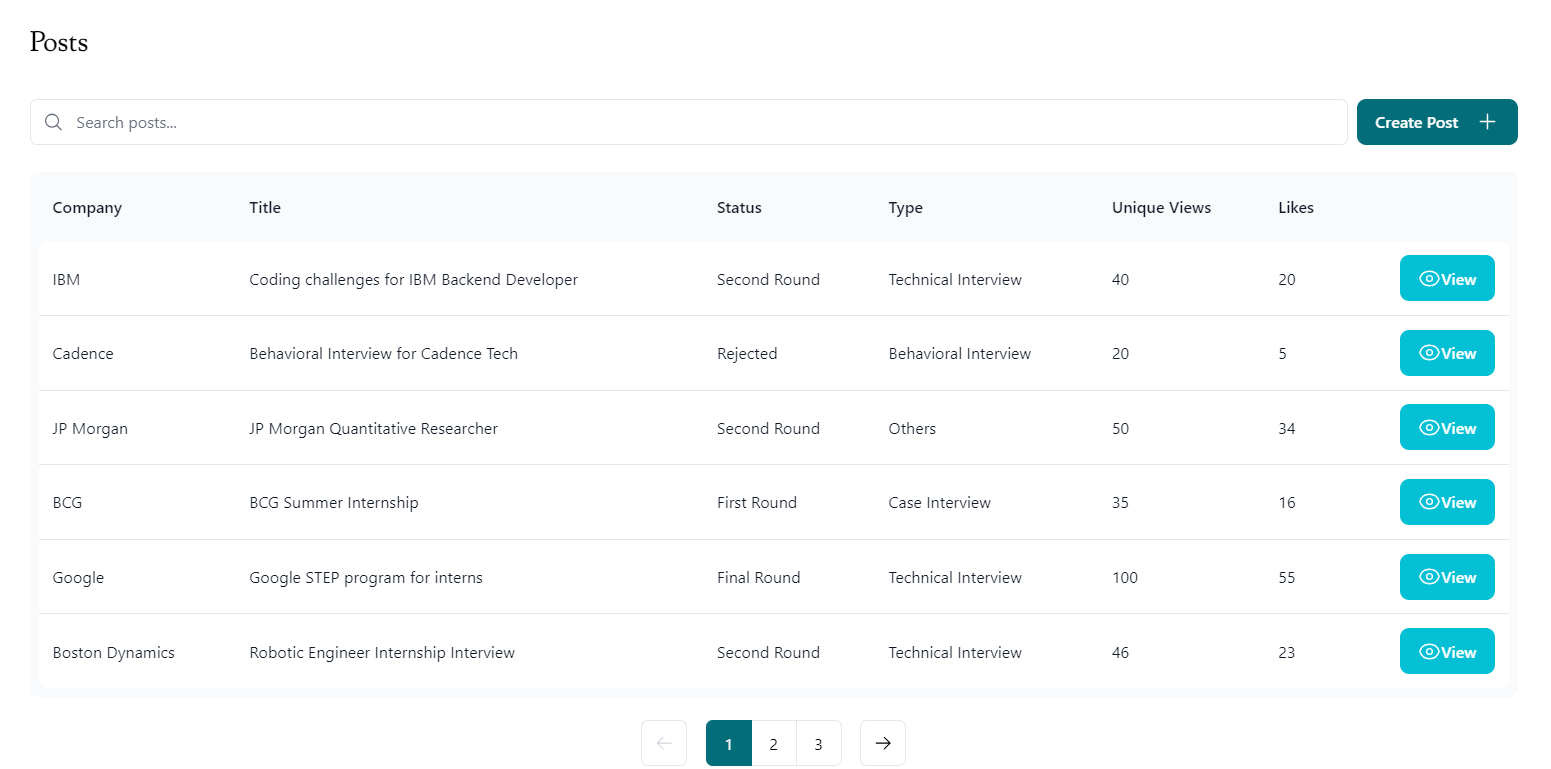 Posts
Search posts...
Create Post
Company Title Status Type Unique Views Likes
IBM Coding challenges for IBM Backend Developer Second Round Technical Interview 40 20 View
Cadence Behavioral Interview for Cadence Tech Rejected Behavioral Interview 20 5 View
JP Morgan JP Morgan Quantitative Researcher Second Round Others 50 34 View
BCG BCG Summer Internship First Round Case Interview 35 16 View
Google Google STEP program for interns Final Round Technical Interview 100 55 View
Boston Dynamics Robotic Engineer Internship Interview Second Round Technical Interview 46 23 View
1 2 3